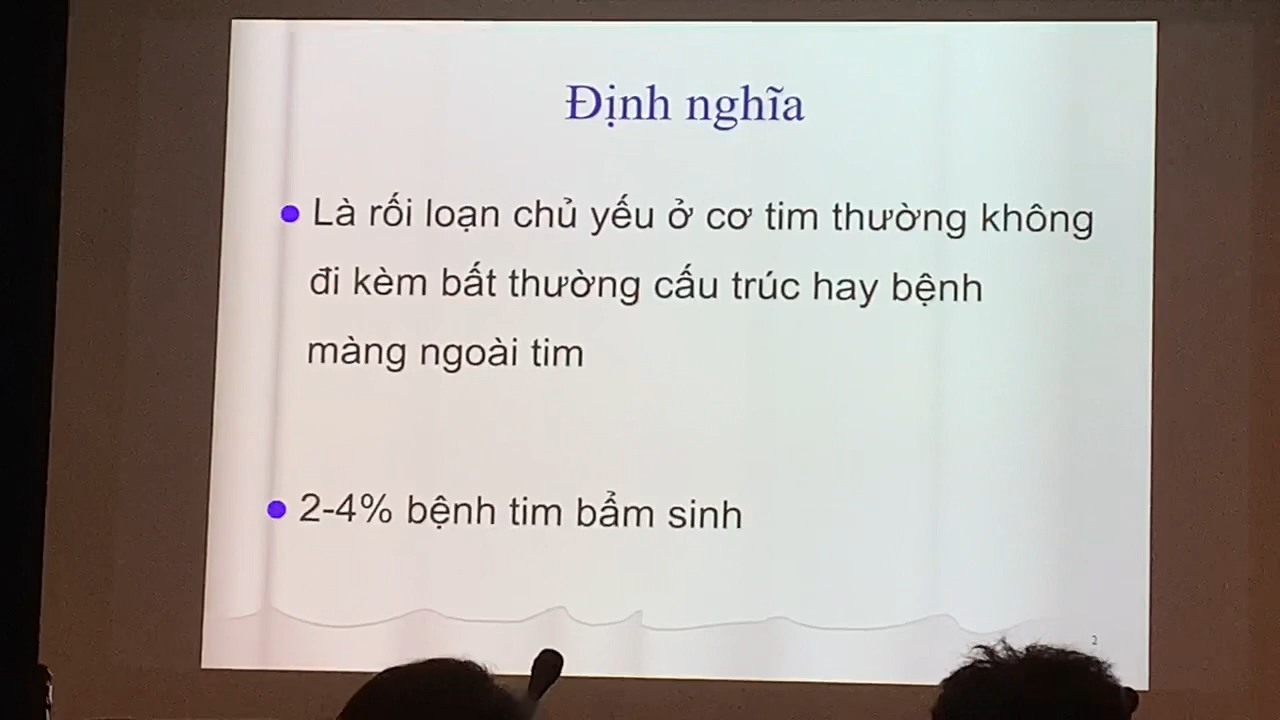 Định nghĩa
Là rối loạn chủ yếu ở cơ tim thường không
đi kèm bất thường cấu trúc hay bệnh
màng ngoài tim
2-4% bệnh tim bẩm sinh
2